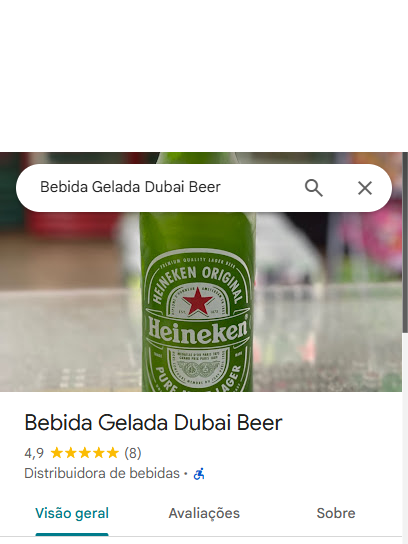 Bebida Gelada Dubai Beer
PREMIUM QUALITY LAGER BEER
HEINEKEN ORIGINAL
Heineken
PURE
LAGER
Bebida Gelada Dubai Beer
4,9 (8)
Distribuidora de bebidas ·
Visão geral
Avaliações
Sobre